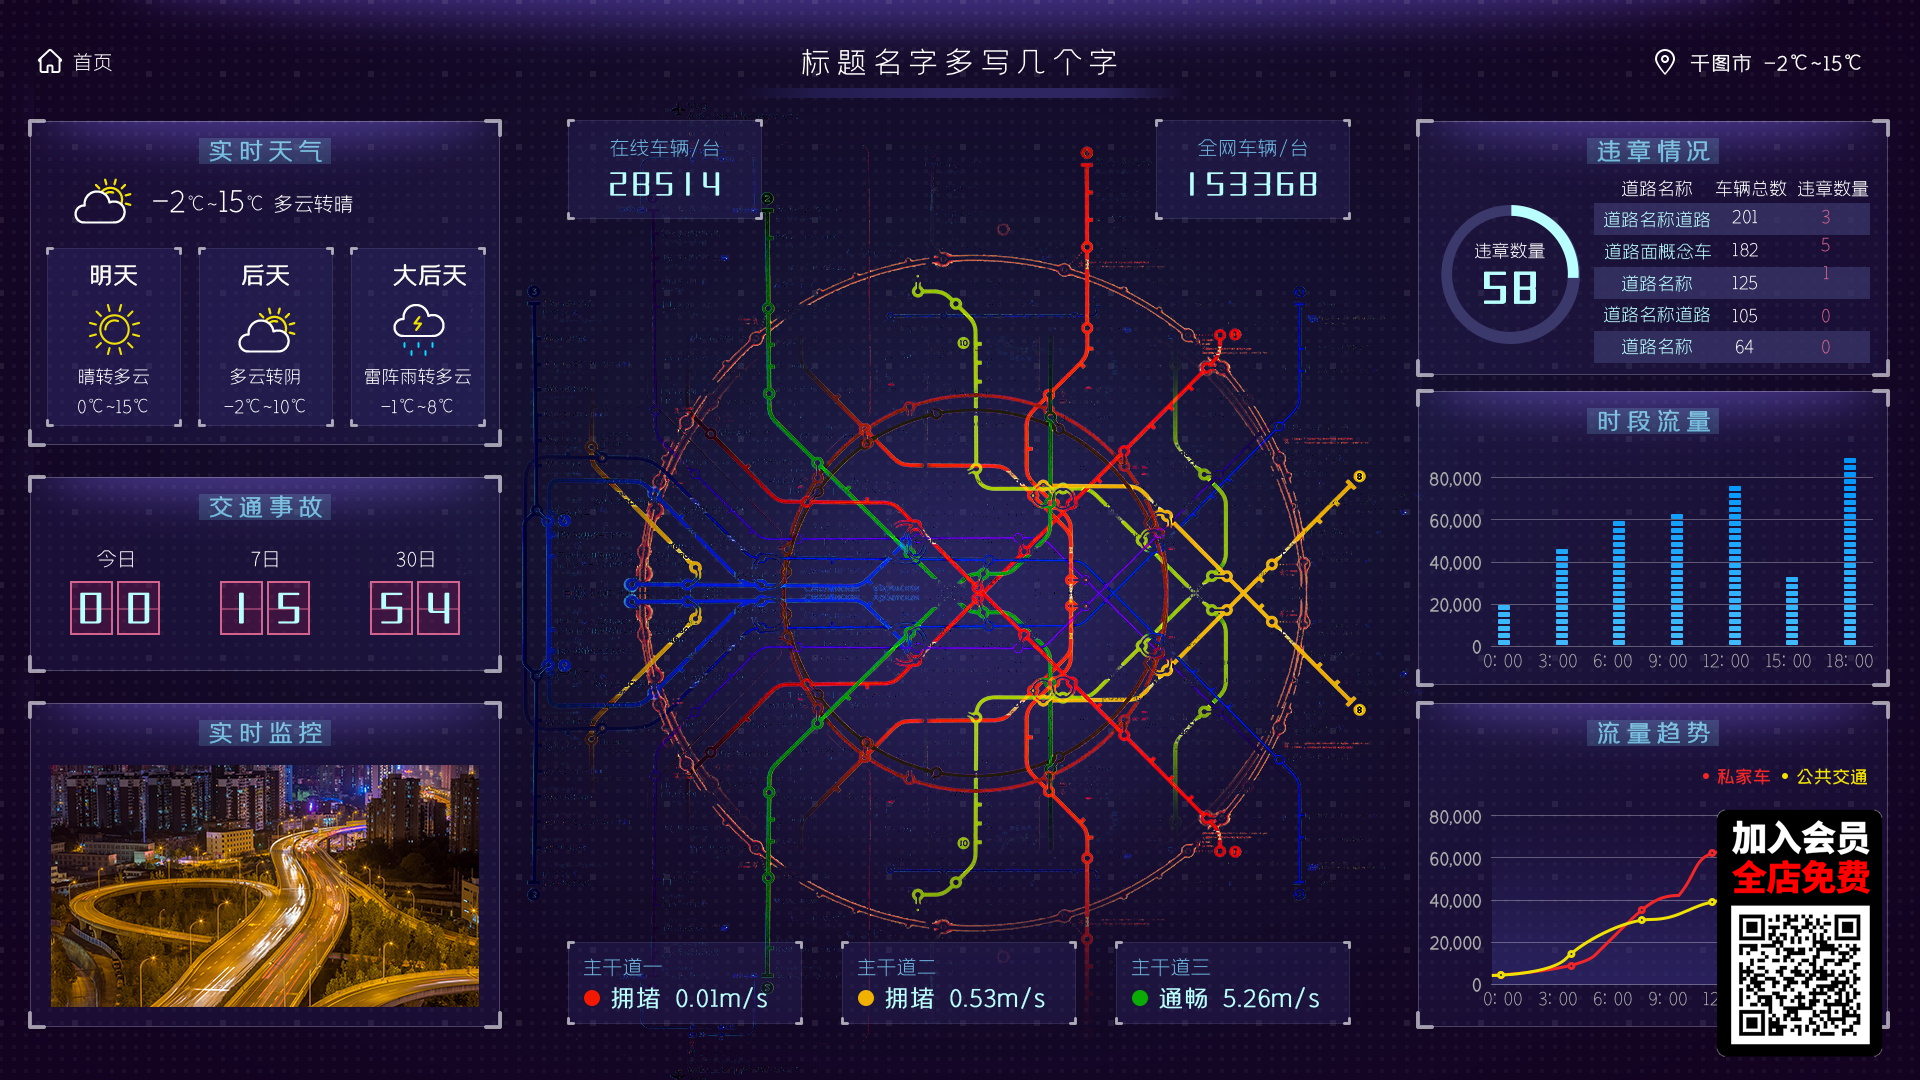 首页
标题名字多写几个字
千图市 -2℃~15℃
实时天气
-2℃~15℃ 多云转晴
明天
晴转多云
0℃~15℃
后天
多云转阴
-2℃~10℃
大后天
雷阵雨转多云
-1℃~8℃
交通事故
今日 7日 30日
00 15 54
实时监控
在线车辆/台
28514
全网车辆/台
153368
2
1
10
8
8
10
1
主干道一
拥堵 0.01m/s
主干道二
拥堵 0.53m/s
主干道三
通畅 5.26m/s
违章情况
违章数量
58
道路名称 车辆总数 违章数量
道路名称道路 201 3
道路面概念车 182 5
道路名称 125 1
道路名称道路 105 0
道路名称 64 0
时段流量
80,000
60,000
40,000
20,000
0
0:00 3:00 6:00 9:00 12:00 15:00 18:00
流量趋势
私家车 公共交通
80,000
60,000
40,000
20,000
0
0:00 3:00 6:00 9:00 12
加入会员
全店免费